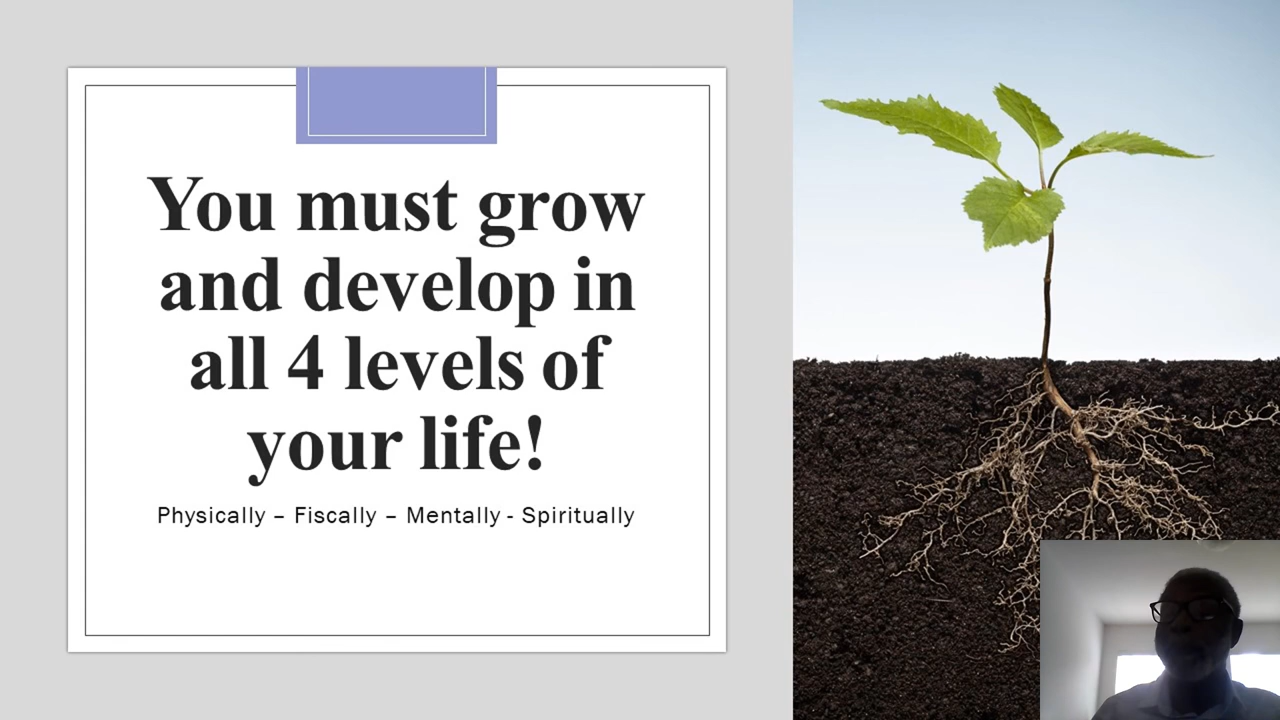 You must grow
and develop in
all 4 levels of
your life!
Physically – Fiscally – Mentally - Spiritually